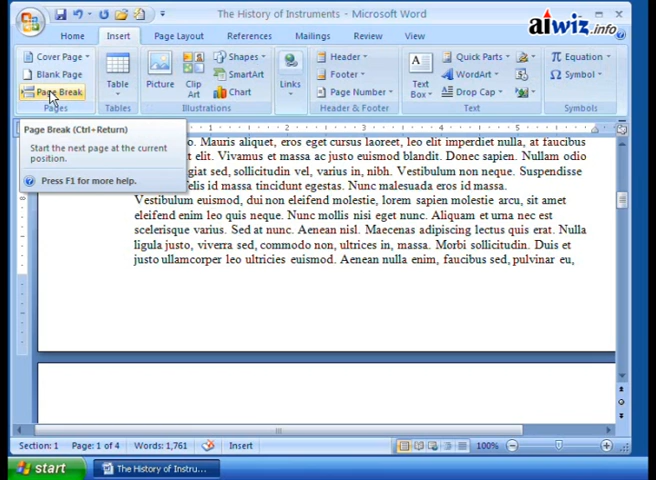 The History of Instruments - Microsoft Word
aiwiz.info
Home Insert Page Layout References Mailings Review View
Cover Page
Blank Page
Page Break
Pages
Table
Tables
Picture
Clip Art
Shapes
SmartArt
Chart
Illustrations
Links
Header
Footer
Page Number
Header & Footer
Text Box
Quick Parts
WordArt
Drop Cap
Text
π Equation
Ω Symbol
Symbols
1 2 3 4 5
Page Break (Ctrl+Return)
Start the next page at the current
position.
Press F1 for more help.
Mauris aliquet, eros eget cursus laoreet, leo elit imperdiet nulla, at faucibus
elit. Vivamus et massa ac justo euismod blandit. Donec sapien. Nullam odio
sollicitudin vel, varius in, nibh. Vestibulum non neque. Suspendisse
felis id massa tincidunt egestas. Nunc malesuada eros id massa.
Vestibulum euismod, dui non eleifend molestie, lorem sapien molestie arcu, sit amet
eleifend enim leo quis neque. Nunc mollis nisi eget nunc. Aliquam et urna nec est
scelerisque varius. Sed at nunc. Aenean nisl. Maecenas adipiscing lectus quis erat. Nulla
ligula justo, viverra sed, commodo non, ultrices in, massa. Morbi sollicitudin. Duis et
justo ullamcorper leo ultricies euismod. Aenean nulla enim, faucibus sed, pulvinar eu,
Section: 1 Page: 1 of 4 Words: 1,761 Insert 100%
start The History of Instru...